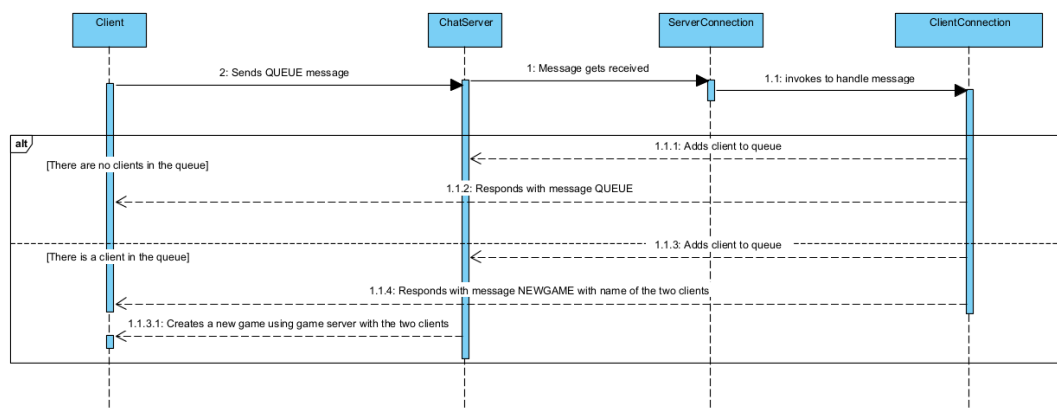 Client
ChatServer
ServerConnection
ClientConnection
2: Sends QUEUE message
1: Message gets received
1.1: invokes to handle message
alt
[There are no clients in the queue]
1.1.1: Adds client to queue
1.1.2: Responds with message QUEUE
[There is a client in the queue]
1.1.3: Adds client to queue
1.1.4: Responds with message NEWGAME with name of the two clients
1.1.3.1: Creates a new game using game server with the two clients